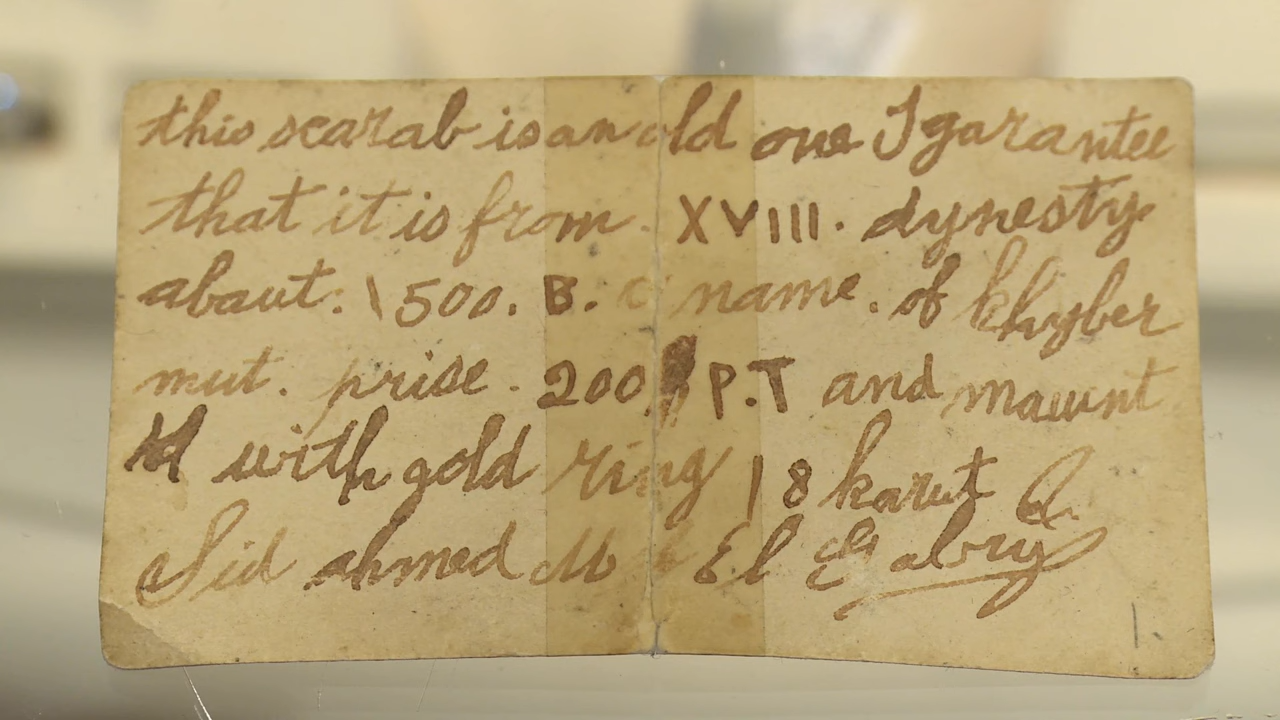 this scarab is an old one I garantee
that it is from. XVIII. dynesty
abaut. 1500. B. C name. of khyber
mut. prise. 200 P.T and mawnt
with gold ring 18 karut
Sid ahmed M El Gabry